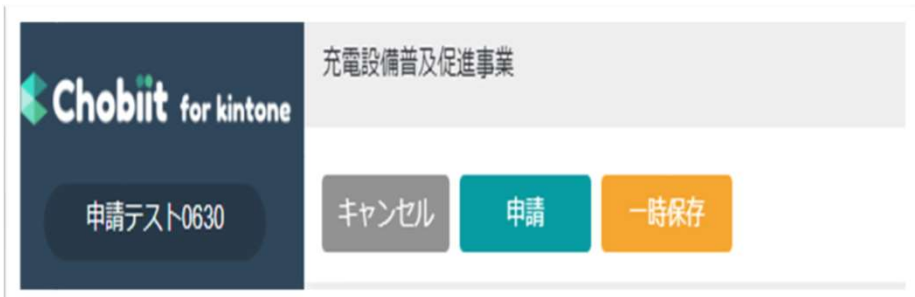 充電設備普及促進事業
Chobiit for kintone
申請テスト0630
キャンセル
申請
一時保存